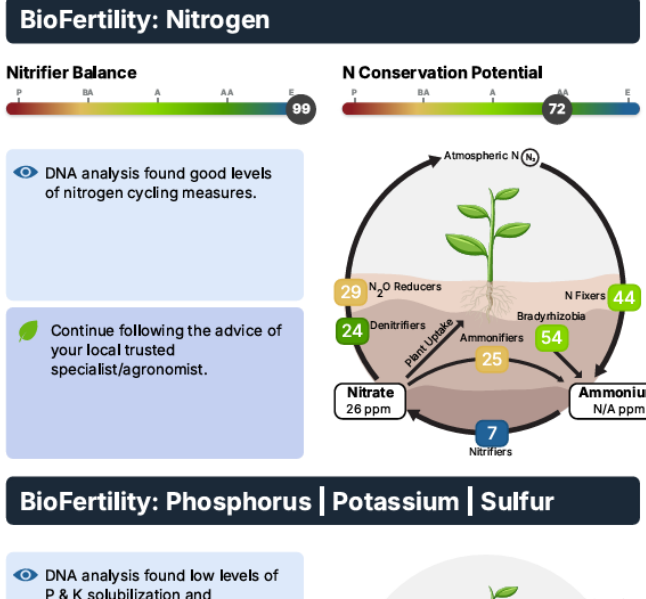 BioFertility: Nitrogen
Nitrifier Balance
P BA A AA E
99
N Conservation Potential
P BA A AA E
72
DNA analysis found good levels
of nitrogen cycling measures.
Continue following the advice of
your local trusted
specialist/agronomist.
Atmospheric N N₂
29 N₂O Reducers
N Fixers 44
24 Denitrifiers
Bradyrhizobia
54
Plant Uptake
Ammonifiers
25
Nitrate
26 ppm
Ammoniu
N/A ppm
7
Nitrifiers
BioFertility: Phosphorus | Potassium | Sulfur
DNA analysis found low levels of
P & K solubilization and